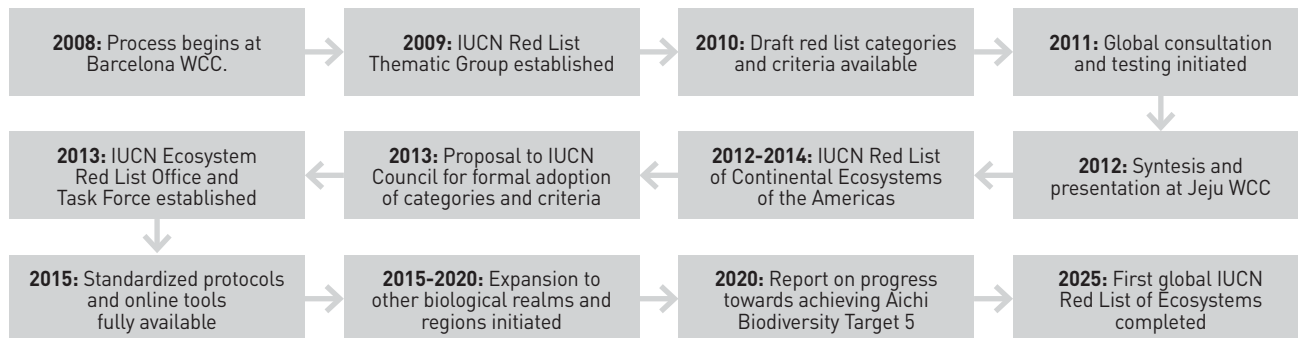 2008: Process begins at
Barcelona WCC.
2009: IUCN Red List
Thematic Group established
2010: Draft red list categories
and criteria available
2011: Global consultation
and testing initiated
2012: Syntesis and
presentation at Jeju WCC
2012-2014: IUCN Red List
of Continental Ecosystems
of the Americas
2013: Proposal to IUCN
Council for formal adoption
of categories and criteria
2013: IUCN Ecosystem
Red List Office and
Task Force established
2015: Standardized protocols
and online tools
fully available
2015-2020: Expansion to
other biological realms and
regions initiated
2020: Report on progress
towards achieving Aichi
Biodiversity Target 5
2025: First global IUCN
Red List of Ecosystems
completed